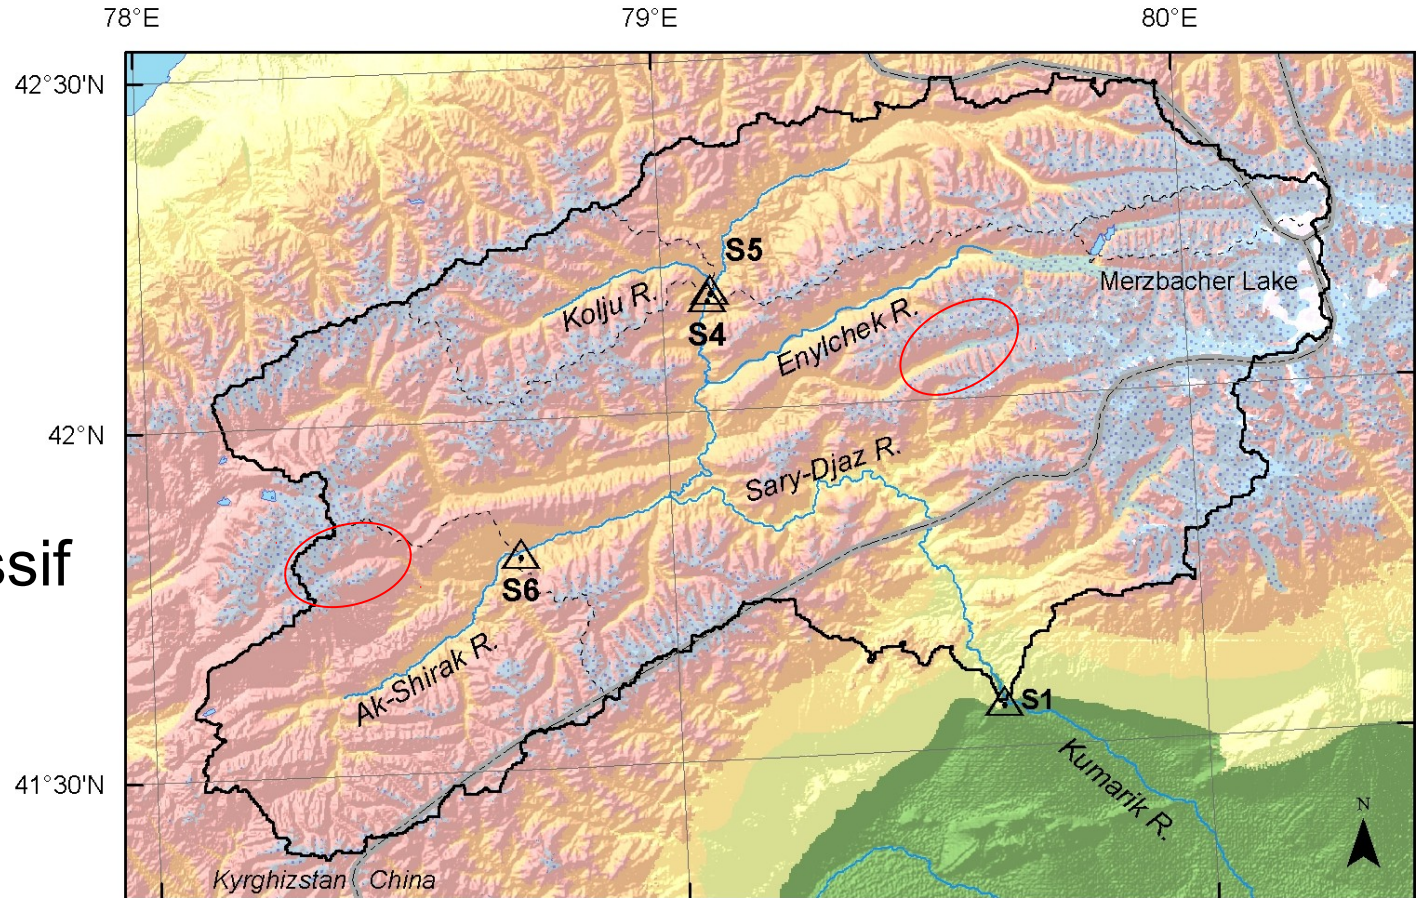 78°E
79°E
80°E
42°30'N
S5
Merzbacher Lake
Kolju R.
S4
Enylchek R.
42°N
Sary-Djaz R.
ssif
S6
Ak-Shirak R.
S1
Kumarik R.
41°30'N
N
Kyrghizstan
China